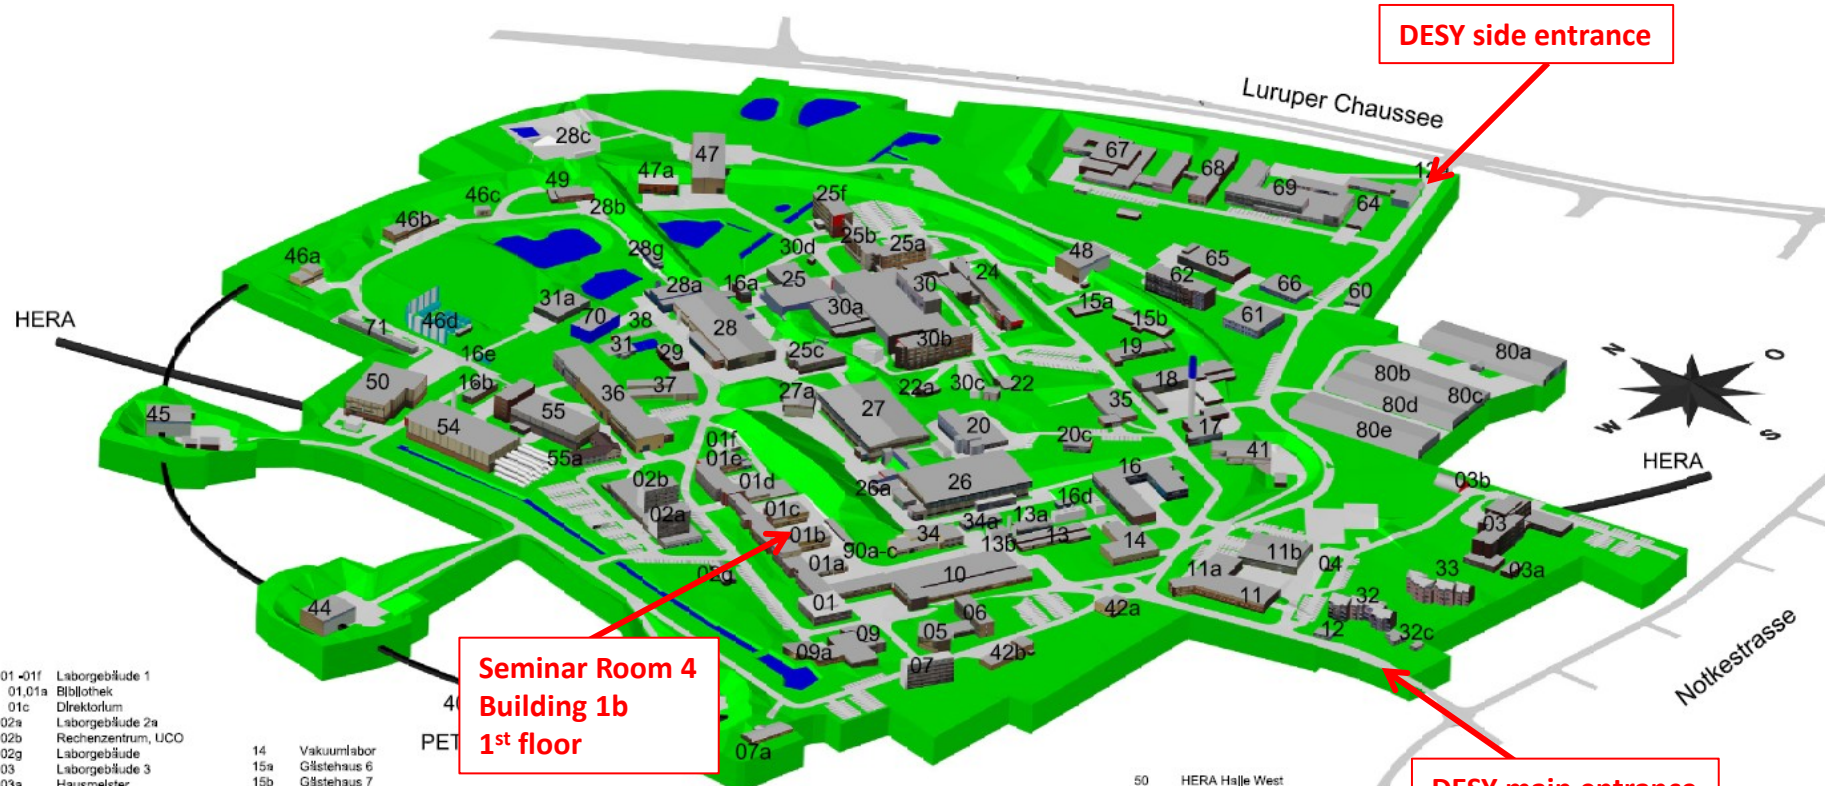 DESY side entrance
Luruper Chaussee
28c
47
67
68
69
64
47a
49
46c
28b
46b
25f
25b
25a
30d
28g
46a
48
65
62
66
60
24
30
25
16a
28a
31a
HERA
70
38
46d
71
28
30a
15a
15b
61
31
29
30b
19
80a
N
O
W
S
16e
25c
80b
50
16b
36
37
22a
30c
22
18
80c
80d
27a
27
35
45
55
54
20
20c
17
80e
55a
01f
01e
41
HERA
02b
01d
26a
26
16
03b
01c
02a
16d
03
01b
34a
13a
90a-c
34
13b
13
14
11b
01a
10
11a
04
03a
33
44
01
11
32
06
42a
12
32c
05
09
09a
42b
07
Notkestrasse
Seminar Room 4
Building 1b
1st floor
07a
01 -01f Laborgebäude 1
01,01a Bibliothek
01c Direktorium
02a Laborgebäude 2a
02b Rechenzentrum, UCO
02g Laborgebäude
03 Laborgebäude 3
03a Hausmeister
14 Vakuumlabor
15a Gästehaus 6
15b Gästehaus 7
50 HERA Halle West
DESY main entrance